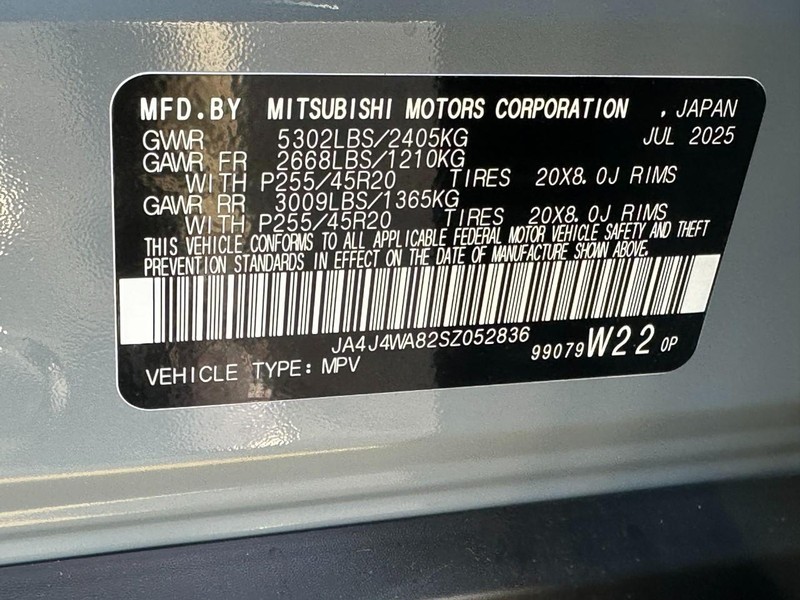 MFD.BY MITSUBISHI MOTORS CORPORATION , JAPAN
GVWR 5302LBS/2405KG JUL 2025
GAWR FR 2668LBS/1210KG
WITH P255/45R20 TIRES 20X8.0J RIMS
GAWR RR 3009LBS/1365KG
WITH P255/45R20 TIRES 20X8.0J RIMS
THIS VEHICLE CONFORMS TO ALL APPLICABLE FEDERAL MOTOR VEHICLE SAFETY AND THEFT
PREVENTION STANDARDS IN EFFECT ON THE DATE OF MANUFACTURE SHOWN ABOVE.
JA4J4WA82SZ052836
VEHICLE TYPE: MPV 99079 W22 0P